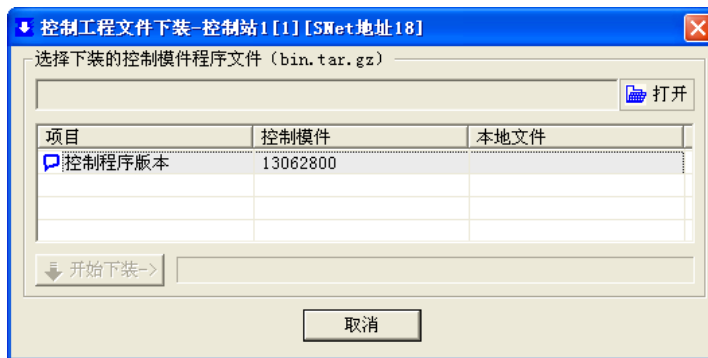 控制工程文件下装-控制站1[1][SNet地址18]
选择下装的控制模件程序文件（bin.tar.gz）
打开
项目 控制模件 本地文件
控制程序版本 13062800
开始下装->
取消